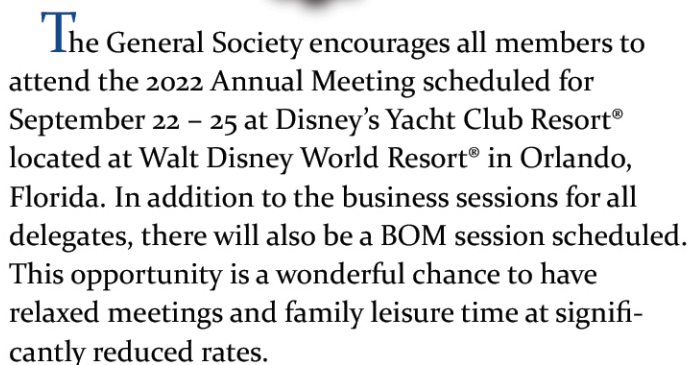 The General Society encourages all members to
attend the 2022 Annual Meeting scheduled for
September 22 – 25 at Disney’s Yacht Club Resort®
located at Walt Disney World Resort® in Orlando,
Florida. In addition to the business sessions for all
delegates, there will also be a BOM session scheduled.
This opportunity is a wonderful chance to have
relaxed meetings and family leisure time at signifi-
cantly reduced rates.